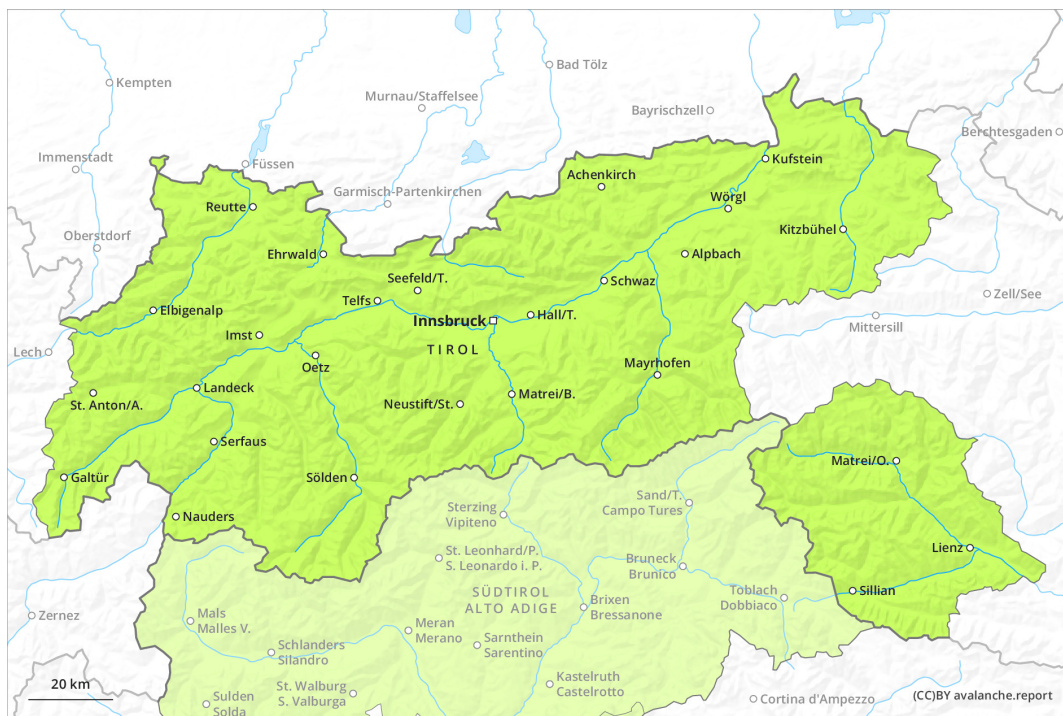 Kempten
Bad Tölz
Murnau/Staffelsee
Bayrischzell
Berchtesgaden
Immenstadt
Füssen
Kufstein
Achenkirch
Garmisch-Partenkirchen
Wörgl
Reutte
Oberstdorf
Kitzbühel
Ehrwald
Alpbach
Seefeld/T.
Schwaz
Zell/See
Telfs
Elbigenalp
Hall/T.
Innsbruck
Mittersill
Imst
TIROL
Lech
Oetz
Mayrhofen
Landeck
Matrei/B.
St. Anton/A.
Neustift/St.
Serfaus
Matrei/O.
Galtür
Sölden
Sand/T.
Campo Tures
Sterzing
Vipiteno
Nauders
Lienz
St. Leonhard/P.
S. Leonardo i. P.
Bruneck
Brunico
SÜDTIROL
ALTO ADIGE
Sillian
Toblach
Dobbiaco
Brixen
Bressanone
Zernez
Mals
Malles V.
Meran
Merano
Sarnthein
Sarentino
Schlanders
Silandro
Kastelruth
Castelrotto
20 km
St. Walburg
S. Valburga
Sulden
Solda
Cortina d'Ampezzo
(CC)BY avalanche.report